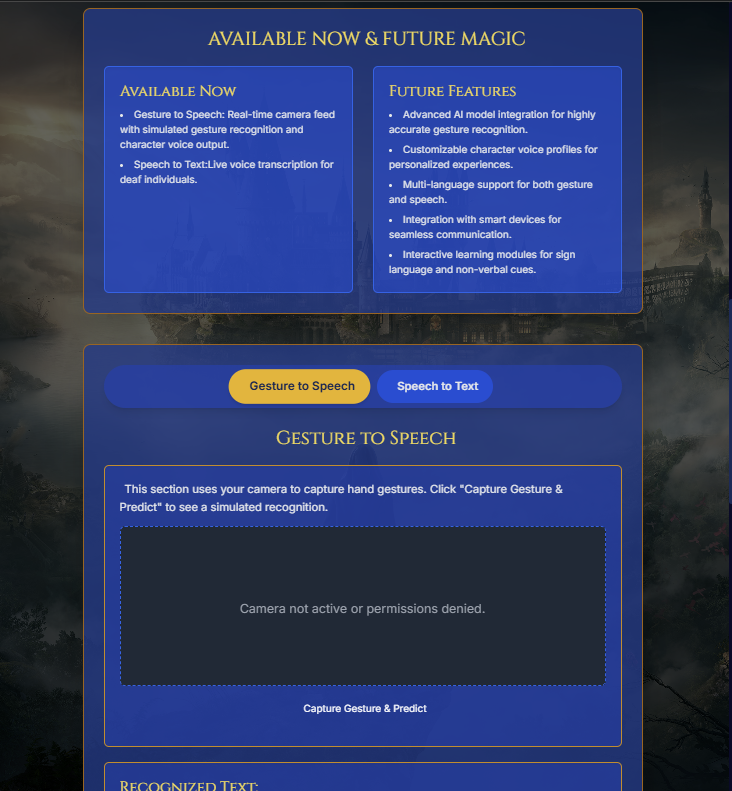 AVAILABLE NOW & FUTURE MAGIC
Available Now
• Gesture to Speech: Real-time camera feed
with simulated gesture recognition and
character voice output.
• Speech to Text:Live voice transcription for
deaf individuals.
Future Features
• Advanced AI model integration for highly
accurate gesture recognition.
• Customizable character voice profiles for
personalized experiences.
• Multi-language support for both gesture
and speech.
• Integration with smart devices for
seamless communication.
• Interactive learning modules for sign
language and non-verbal cues.
Gesture to Speech
Speech to Text
Gesture to Speech
This section uses your camera to capture hand gestures. Click "Capture Gesture &
Predict" to see a simulated recognition.
Camera not active or permissions denied.
Capture Gesture & Predict
Recognized Text: